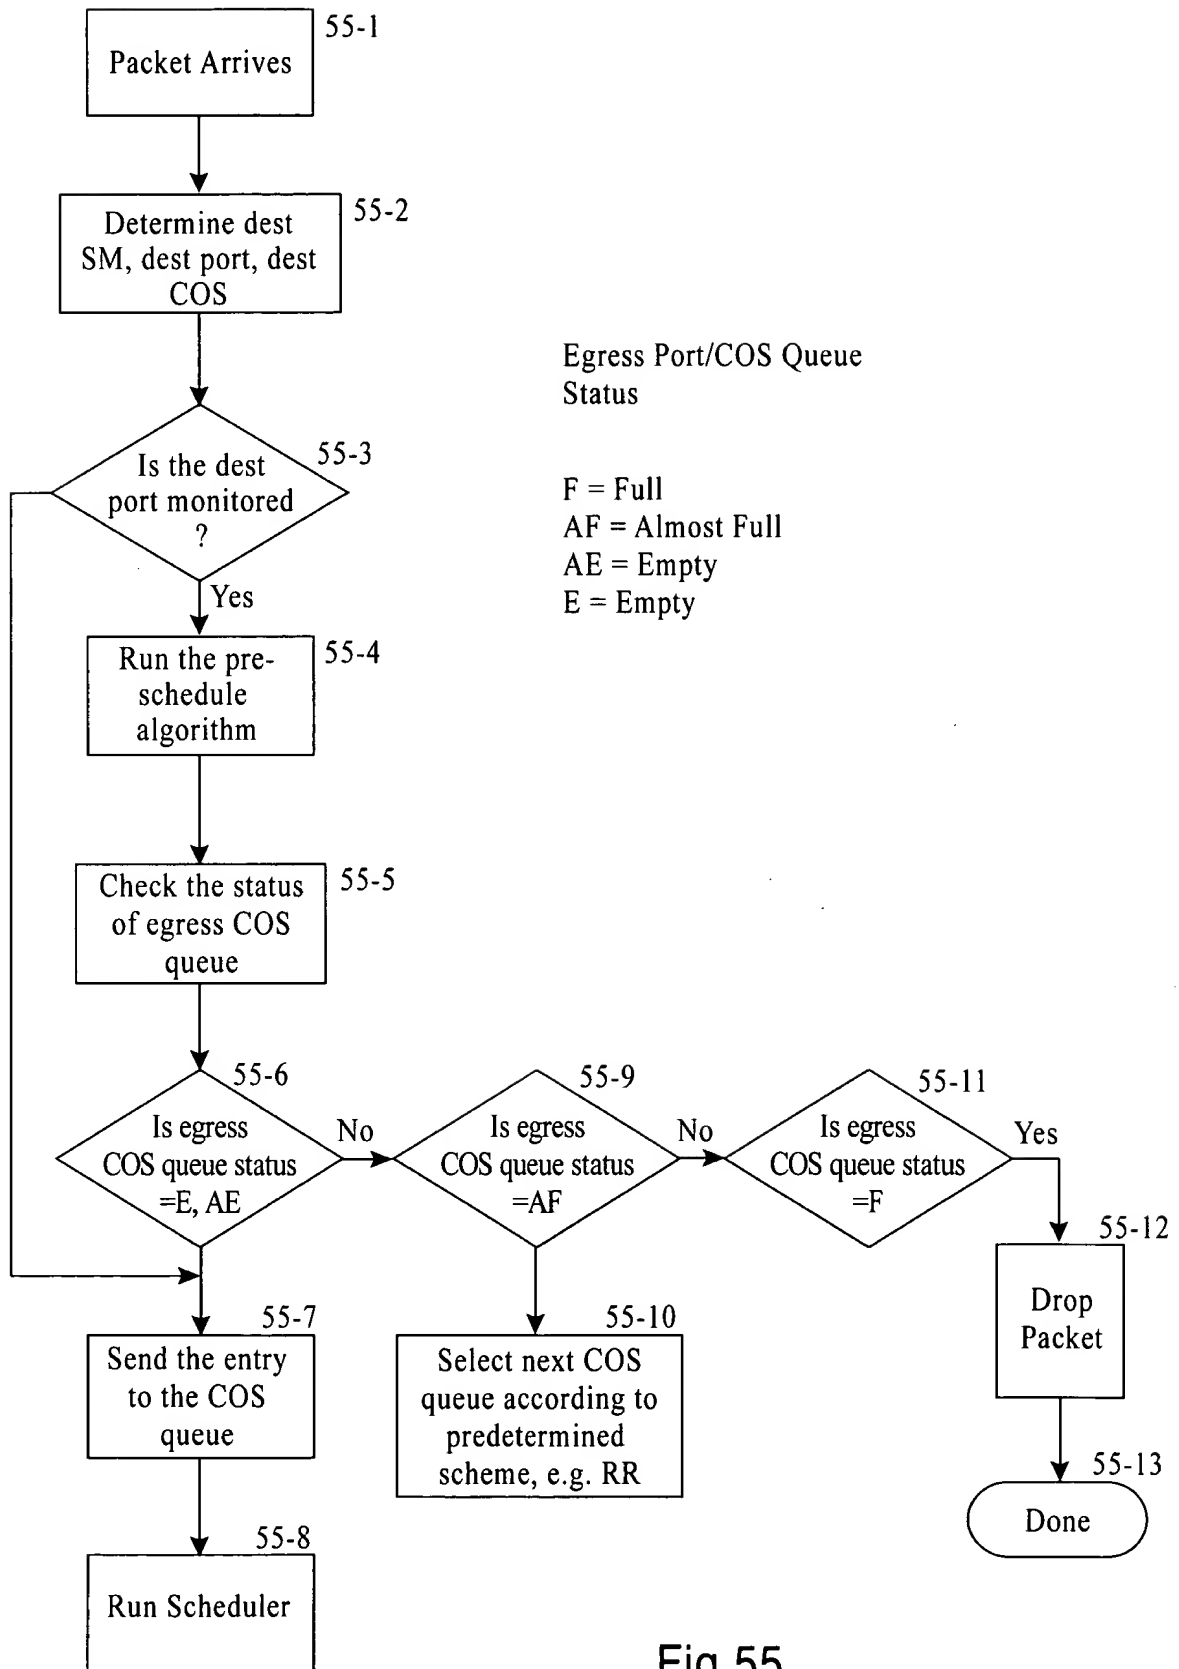 55-1
Packet Arrives
55-2
Determine dest
SM, dest port, dest
COS
Egress Port/COS Queue
Status
55-3
Is the dest
port monitored
?
F = Full
AF = Almost Full
AE = Empty
E = Empty
Yes
55-4
Run the pre-
schedule
algorithm
55-5
Check the status
of egress COS
queue
55-6
Is egress
COS queue status
=E, AE
No
55-9
Is egress
COS queue status
=AF
No
55-11
Is egress
COS queue status
=F
Yes
55-7
Send the entry
to the COS
queue
55-10
Select next COS
queue according to
predetermined
scheme, e.g. RR
55-12
Drop
Packet
55-13
Done
55-8
Run Scheduler
Fig 55